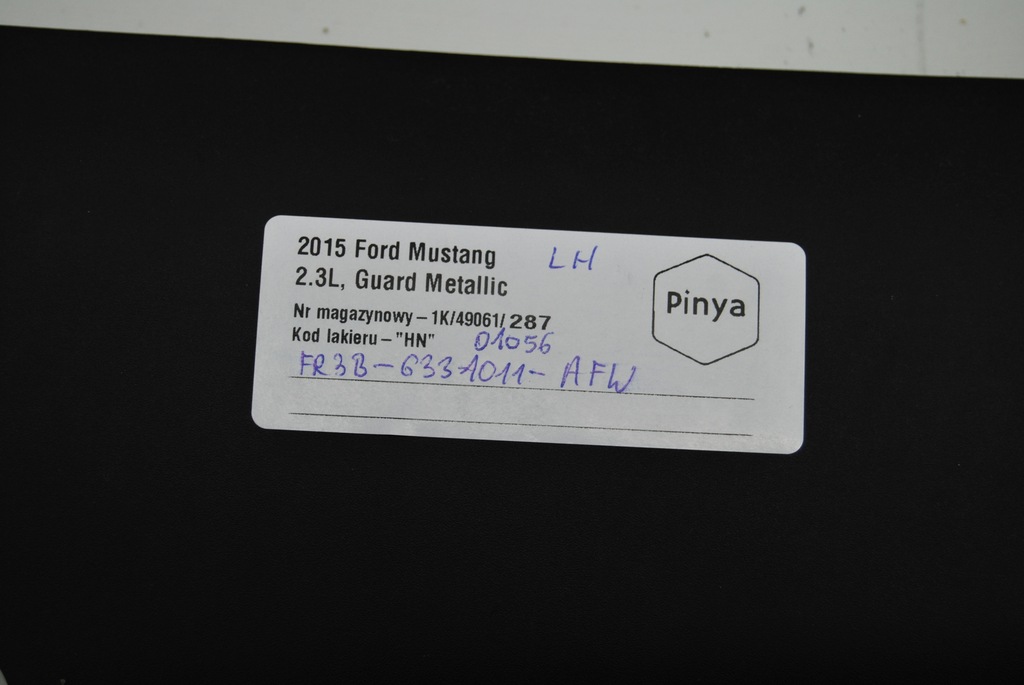 2015 Ford Mustang LH
2.3L, Guard Metallic
Pinya
Nr magazynowy – 1K/49061/287
Kod lakieru – "HN" 01056
FR3B-6331011-AFW